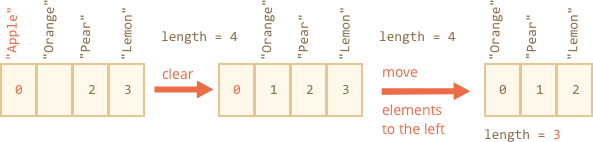 "Apple"
"Orange"
"Pear"
"Lemon"
0
2
3
length = 4
clear
"Orange"
"Pear"
"Lemon"
0
1
2
3
length = 4
move
elements
to the left
"Orange"
"Pear"
"Lemon"
0
1
2
length = 3